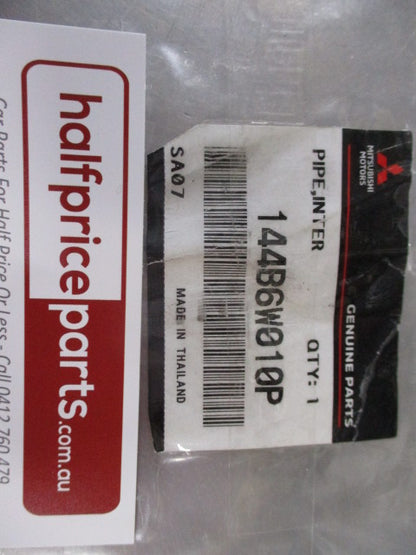 MITSUBISHI
MOTORS
GENUINE PARTS
PIPE,INTER
QTY: 1
144B6W010P
SA07
MADE IN THAILAND
halfpriceparts.com.au
Car Parts For Half Price Or Less - Call 0412 760 479